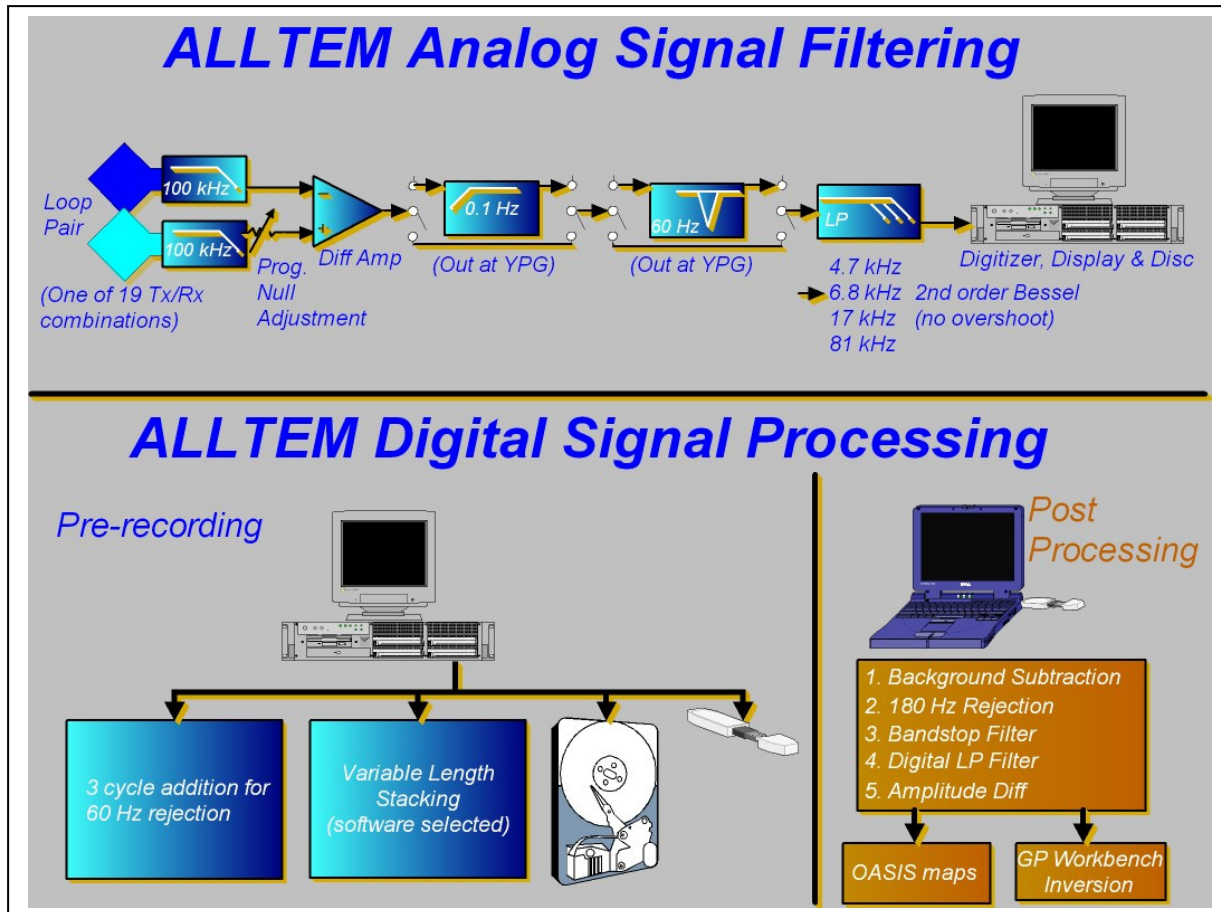 ALLTEM Analog Signal Filtering
Loop
Pair
100 kHz
100 kHz
(One of 19 Tx/Rx
combinations)
Prog.
Null
Adjustment
−
+
Diff Amp
0.1 Hz
(Out at YPG)
60 Hz
(Out at YPG)
LP
4.7 kHz
6.8 kHz
17 kHz
81 kHz
2nd order Bessel
(no overshoot)
Digitizer, Display & Disc
ALLTEM Digital Signal Processing
Pre-recording
3 cycle addition for
60 Hz rejection
Variable Length
Stacking
(software selected)
Post
Processing
DELL
1. Background Subtraction
2. 180 Hz Rejection
3. Bandstop Filter
4. Digital LP Filter
5. Amplitude Diff
OASIS maps
GP Workbench
Inversion